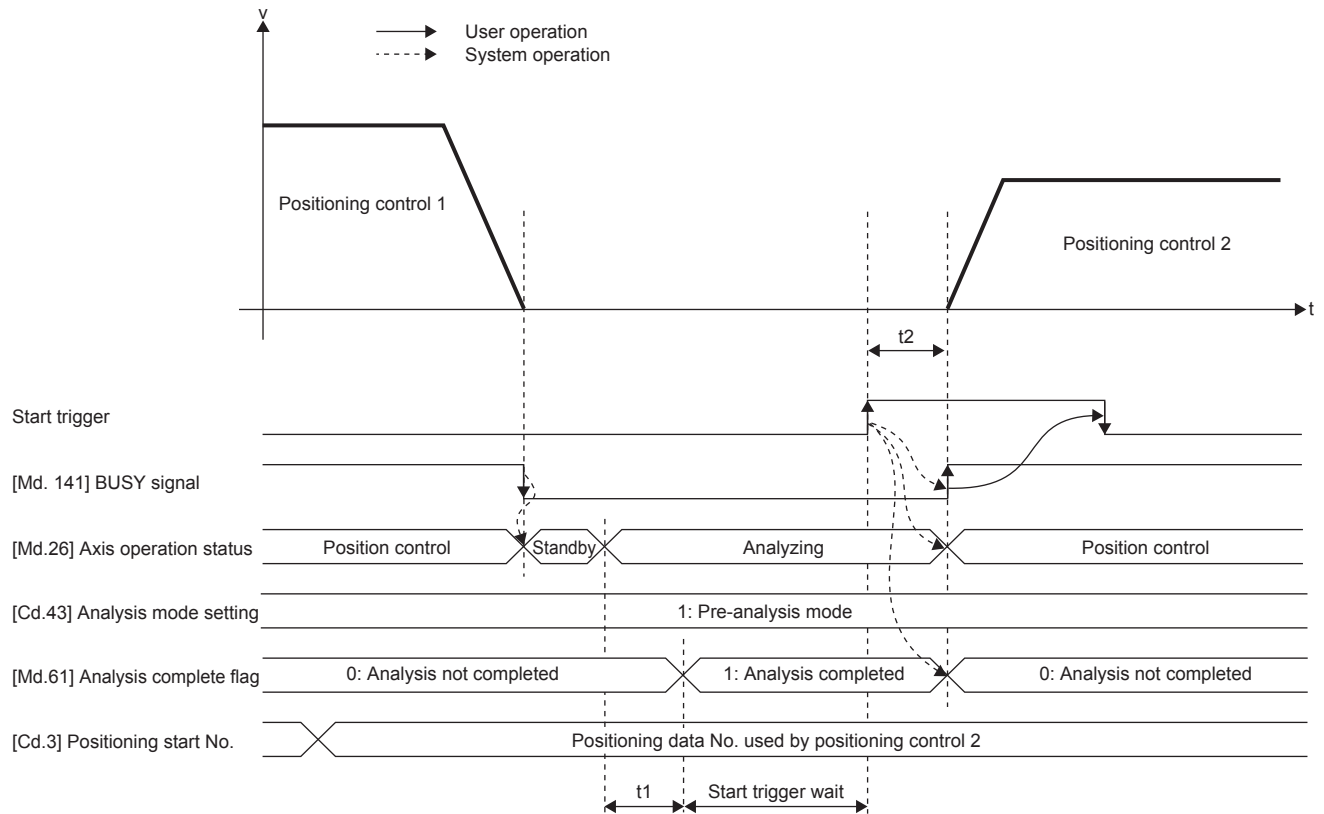 v
User operation
System operation
Positioning control 1
Positioning control 2
t
t2
Start trigger
[Md. 141] BUSY signal
[Md.26] Axis operation status
Position control
Standby
Analyzing
Position control
[Cd.43] Analysis mode setting
1: Pre-analysis mode
[Md.61] Analysis complete flag
0: Analysis not completed
1: Analysis completed
0: Analysis not completed
[Cd.3] Positioning start No.
Positioning data No. used by positioning control 2
t1
Start trigger wait